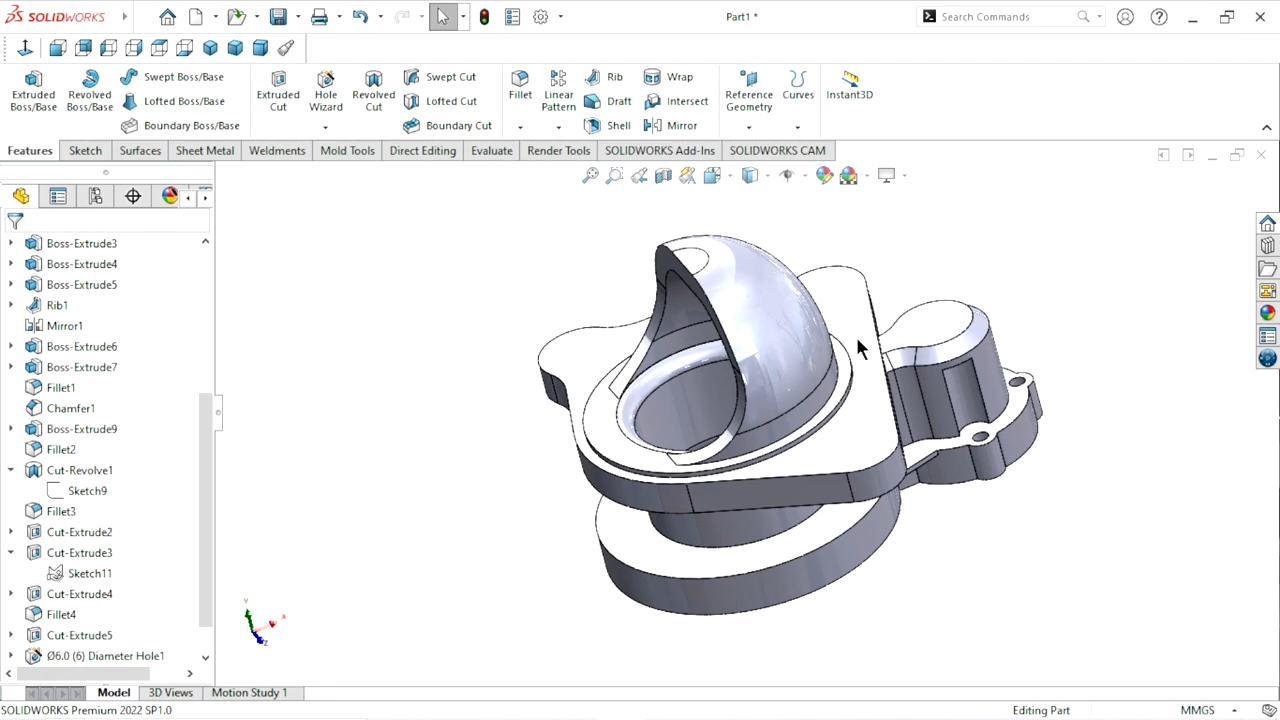 SOLIDWORKS
Part1 *
Search Commands
Extruded Boss/Base
Revolved Boss/Base
Swept Boss/Base
Lofted Boss/Base
Boundary Boss/Base
Extruded Cut
Hole Wizard
Revolved Cut
Swept Cut
Lofted Cut
Boundary Cut
Fillet
Linear Pattern
Rib
Draft
Shell
Wrap
Intersect
Mirror
Reference Geometry
Curves
Instant3D
Features
Sketch
Surfaces
Sheet Metal
Weldments
Mold Tools
Direct Editing
Evaluate
Render Tools
SOLIDWORKS Add-Ins
SOLIDWORKS CAM
Boss-Extrude3
Boss-Extrude4
Boss-Extrude5
Rib1
Mirror1
Boss-Extrude6
Boss-Extrude7
Fillet1
Chamfer1
Boss-Extrude9
Fillet2
Cut-Revolve1
Sketch9
Fillet3
Cut-Extrude2
Cut-Extrude3
Sketch11
Cut-Extrude4
Fillet4
Cut-Extrude5
Ø6.0 (6) Diameter Hole1
Y
X
Z
Model
3D Views
Motion Study 1
SOLIDWORKS Premium 2022 SP1.0
Editing Part
MMGS